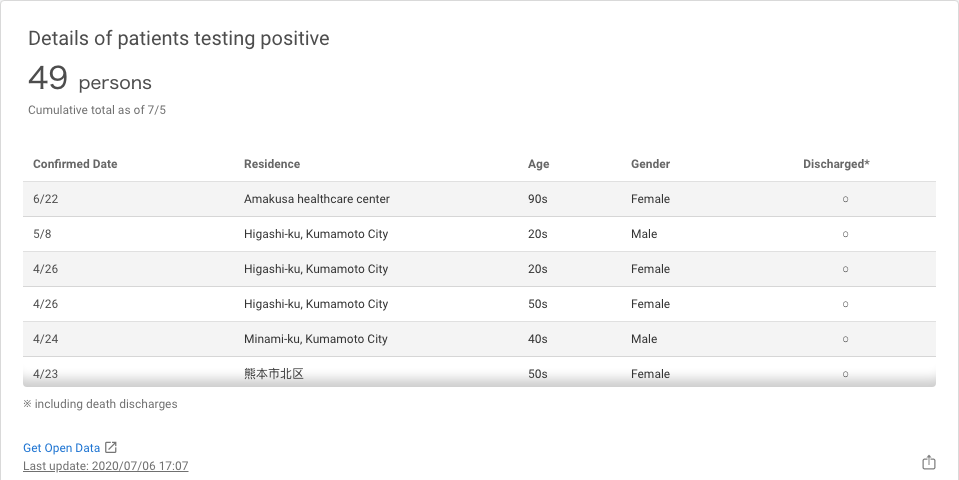 Details of patients testing positive
49 persons
Cumulative total as of 7/5
Confirmed Date Residence Age Gender Discharged*
6/22 Amakusa healthcare center 90s Female ○
5/8 Higashi-ku, Kumamoto City 20s Male ○
4/26 Higashi-ku, Kumamoto City 20s Female ○
4/26 Higashi-ku, Kumamoto City 50s Female ○
4/24 Minami-ku, Kumamoto City 40s Male ○
4/23 熊本市北区 50s Female ○
※ including death discharges
Get Open Data
Last update: 2020/07/06 17:07